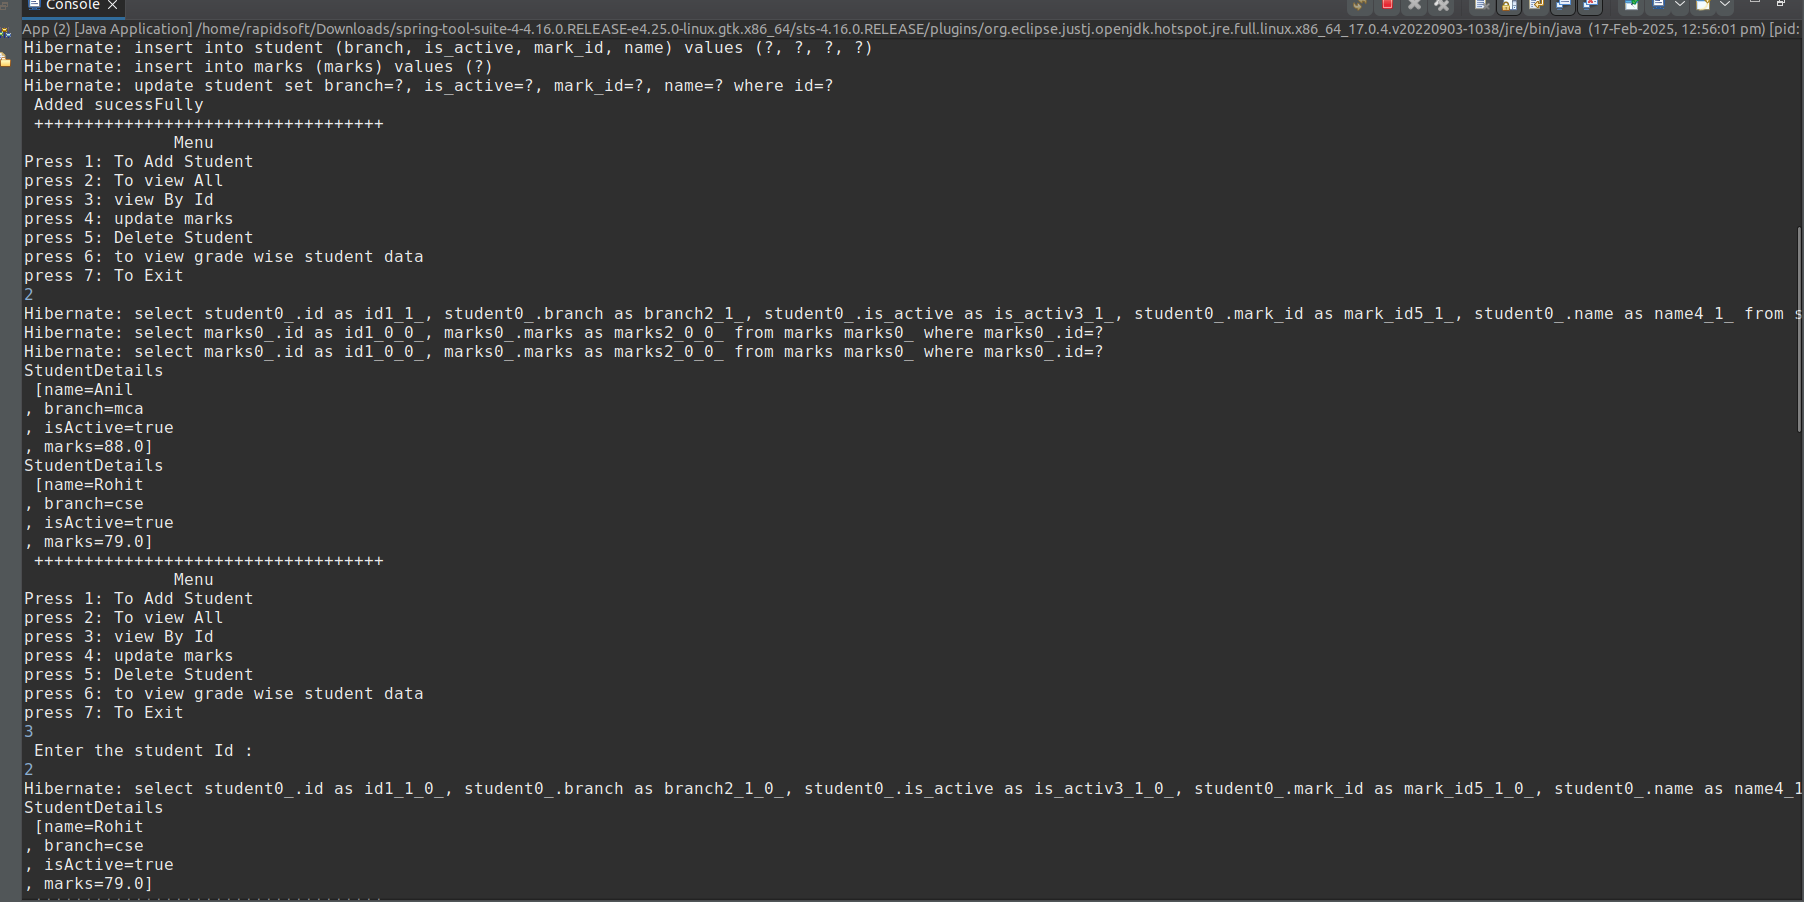 Console
App (2) [Java Application] /home/rapidsoft/Downloads/spring-tool-suite-4-4.16.0.RELEASE-e4.25.0-linux.gtk.x86_64/sts-4.16.0.RELEASE/plugins/org.eclipse.justj.openjdk.hotspot.jre.full.linux.x86_64_17.0.4.v20220903-1038/jre/bin/java (17-Feb-2025, 12:56:01 pm) [pid:
Hibernate: insert into student (branch, is_active, mark_id, name) values (?, ?, ?, ?)
Hibernate: insert into marks (marks) values (?)
Hibernate: update student set branch=?, is_active=?, mark_id=?, name=? where id=?
Added sucessFully
+++++++++++++++++++++++++++++++++++
Menu
Press 1: To Add Student
press 2: To view All
press 3: view By Id
press 4: update marks
press 5: Delete Student
press 6: to view grade wise student data
press 7: To Exit
2
Hibernate: select student0_.id as id1_1_, student0_.branch as branch2_1_, student0_.is_active as is_activ3_1_, student0_.mark_id as mark_id5_1_, student0_.name as name4_1_ from s
Hibernate: select marks0_.id as id1_0_0_, marks0_.marks as marks2_0_0_ from marks marks0_ where marks0_.id=?
Hibernate: select marks0_.id as id1_0_0_, marks0_.marks as marks2_0_0_ from marks marks0_ where marks0_.id=?
StudentDetails
[name=Anil
, branch=mca
, isActive=true
, marks=88.0]
StudentDetails
[name=Rohit
, branch=cse
, isActive=true
, marks=79.0]
+++++++++++++++++++++++++++++++++++
Menu
Press 1: To Add Student
press 2: To view All
press 3: view By Id
press 4: update marks
press 5: Delete Student
press 6: to view grade wise student data
press 7: To Exit
3
Enter the student Id :
2
Hibernate: select student0_.id as id1_1_0_, student0_.branch as branch2_1_0_, student0_.is_active as is_activ3_1_0_, student0_.mark_id as mark_id5_1_0_, student0_.name as name4_1
StudentDetails
[name=Rohit
, branch=cse
, isActive=true
, marks=79.0]